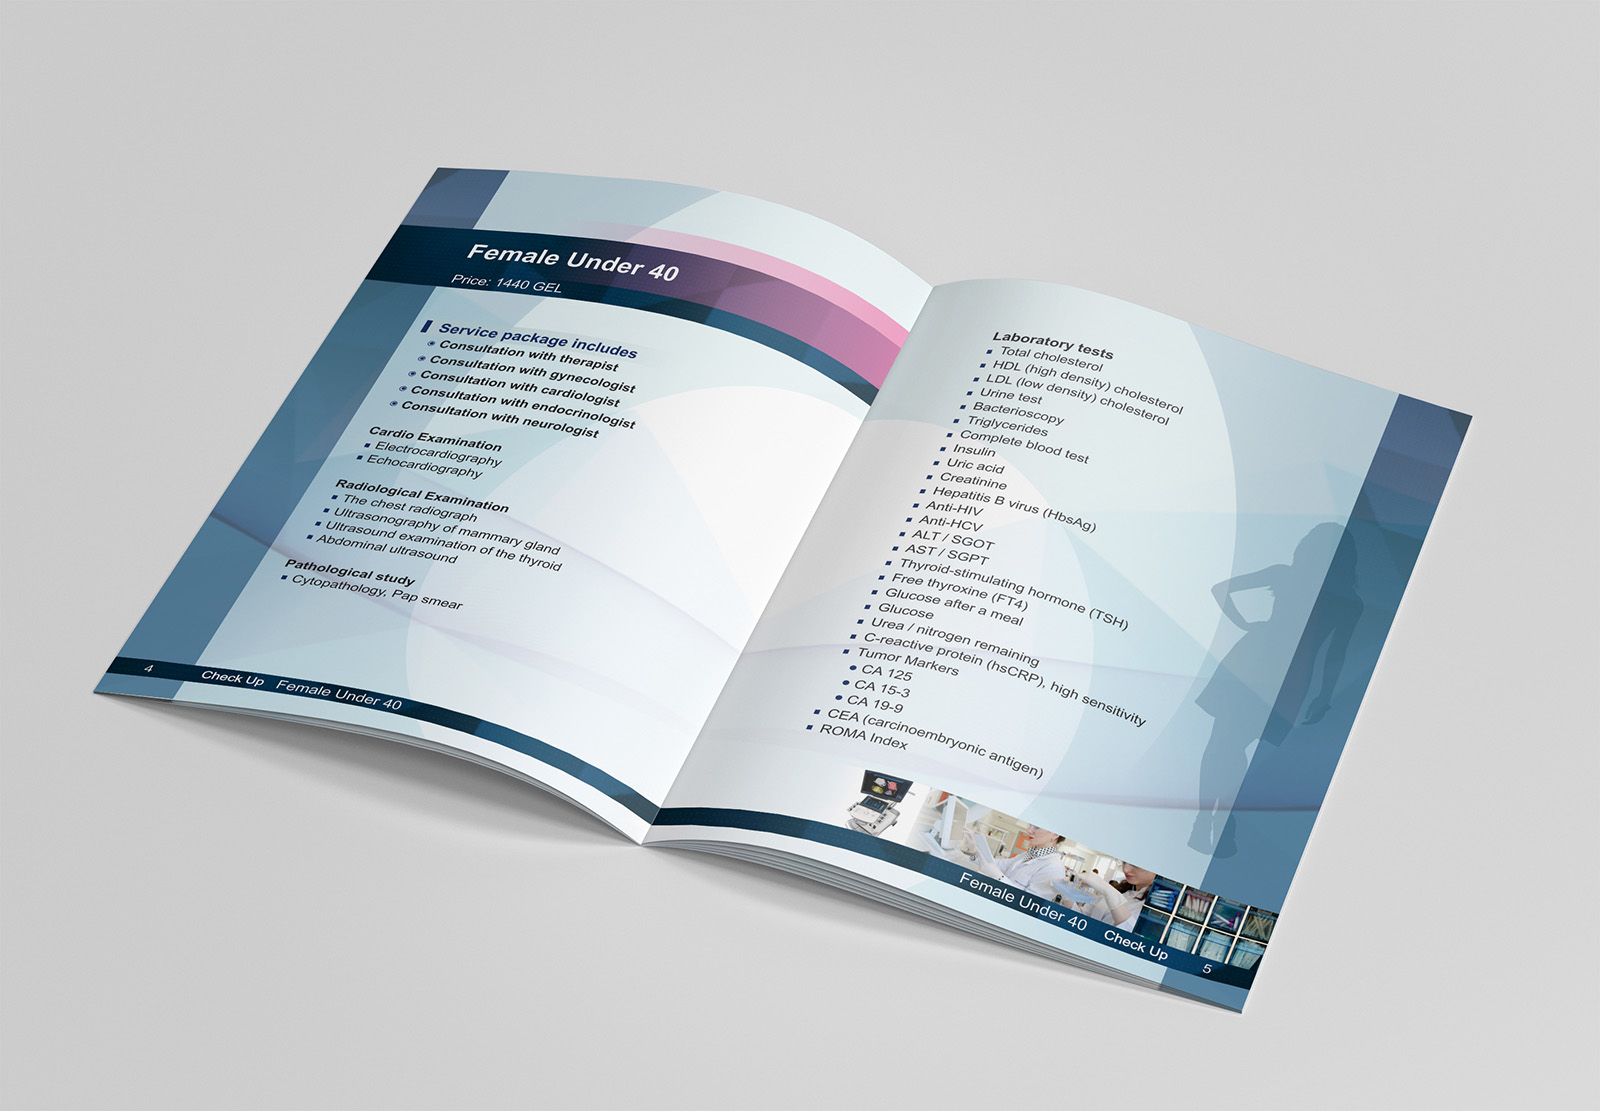 Female Under 40
Price: 1440 GEL
Service package includes
Consultation with therapist
Consultation with gynecologist
Consultation with cardiologist
Consultation with endocrinologist
Consultation with neurologist
Cardio Examination
Electrocardiography
Echocardiography
Radiological Examination
The chest radiograph
Ultrasonography of mammary gland
Ultrasound examination of the thyroid
Abdominal ultrasound
Pathological study
Cytopathology, Pap smear
4 Check Up Female Under 40
Laboratory tests
Total cholesterol
HDL (high density) cholesterol
LDL (low density) cholesterol
Urine test
Bacterioscopy
Triglycerides
Complete blood test
Insulin
Uric acid
Creatinine
Hepatitis B virus (HbsAg)
Anti-HIV
Anti-HCV
ALT / SGOT
AST / SGPT
Thyroid-stimulating hormone (TSH)
Free thyroxine (FT4)
Glucose after a meal
Glucose
Urea / nitrogen remaining
C-reactive protein (hsCRP), high sensitivity
Tumor Markers
CA 125
CA 15-3
CA 19-9
CEA (carcinoembryonic antigen)
ROMA Index
Female Under 40 Check Up 5